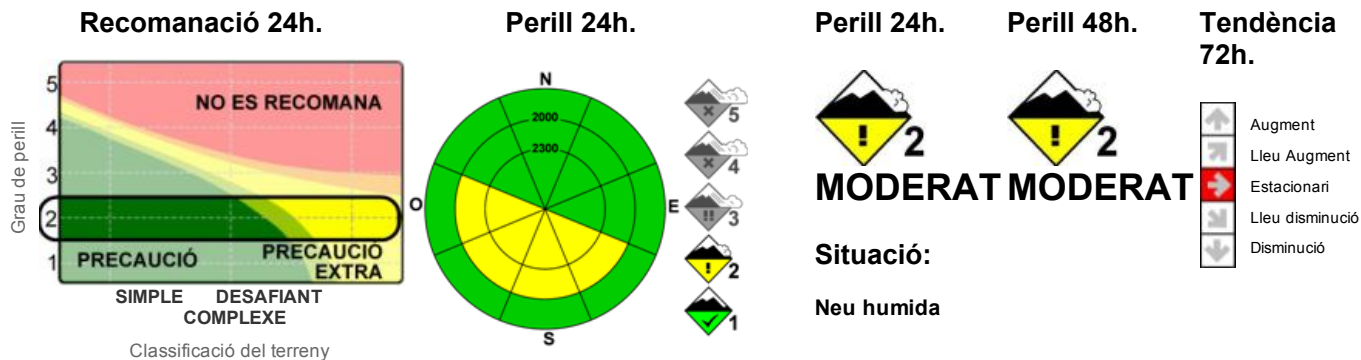 Recomanació 24h.
Perill 24h.
Perill 24h.
Perill 48h.
Tendència
72h.
Grau de perill
5
4
3
2
1
NO ES RECOMANA
PRECAUCIÓ
PRECAUCIÓ
EXTRA
SIMPLE DESAFIANT
COMPLEXE
Classificació del terreny
N
2000
2300
O
E
S
5
4
3
2
1
2
MODERAT
2
MODERAT
Situació:
Neu humida
Augment
Lleu Augment
Estacionari
Lleu disminució
Disminució